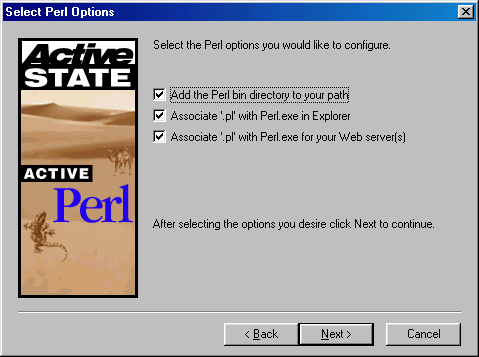 Select Perl Options
Active
STATE
ACTIVE
Perl
Select the Perl options you would like to configure.
Add the Perl bin directory to your path
Associate '.pl' with Perl.exe in Explorer
Associate '.pl' with Perl.exe for your Web server(s)
After selecting the options you desire click Next to continue.
< Back
Next >
Cancel